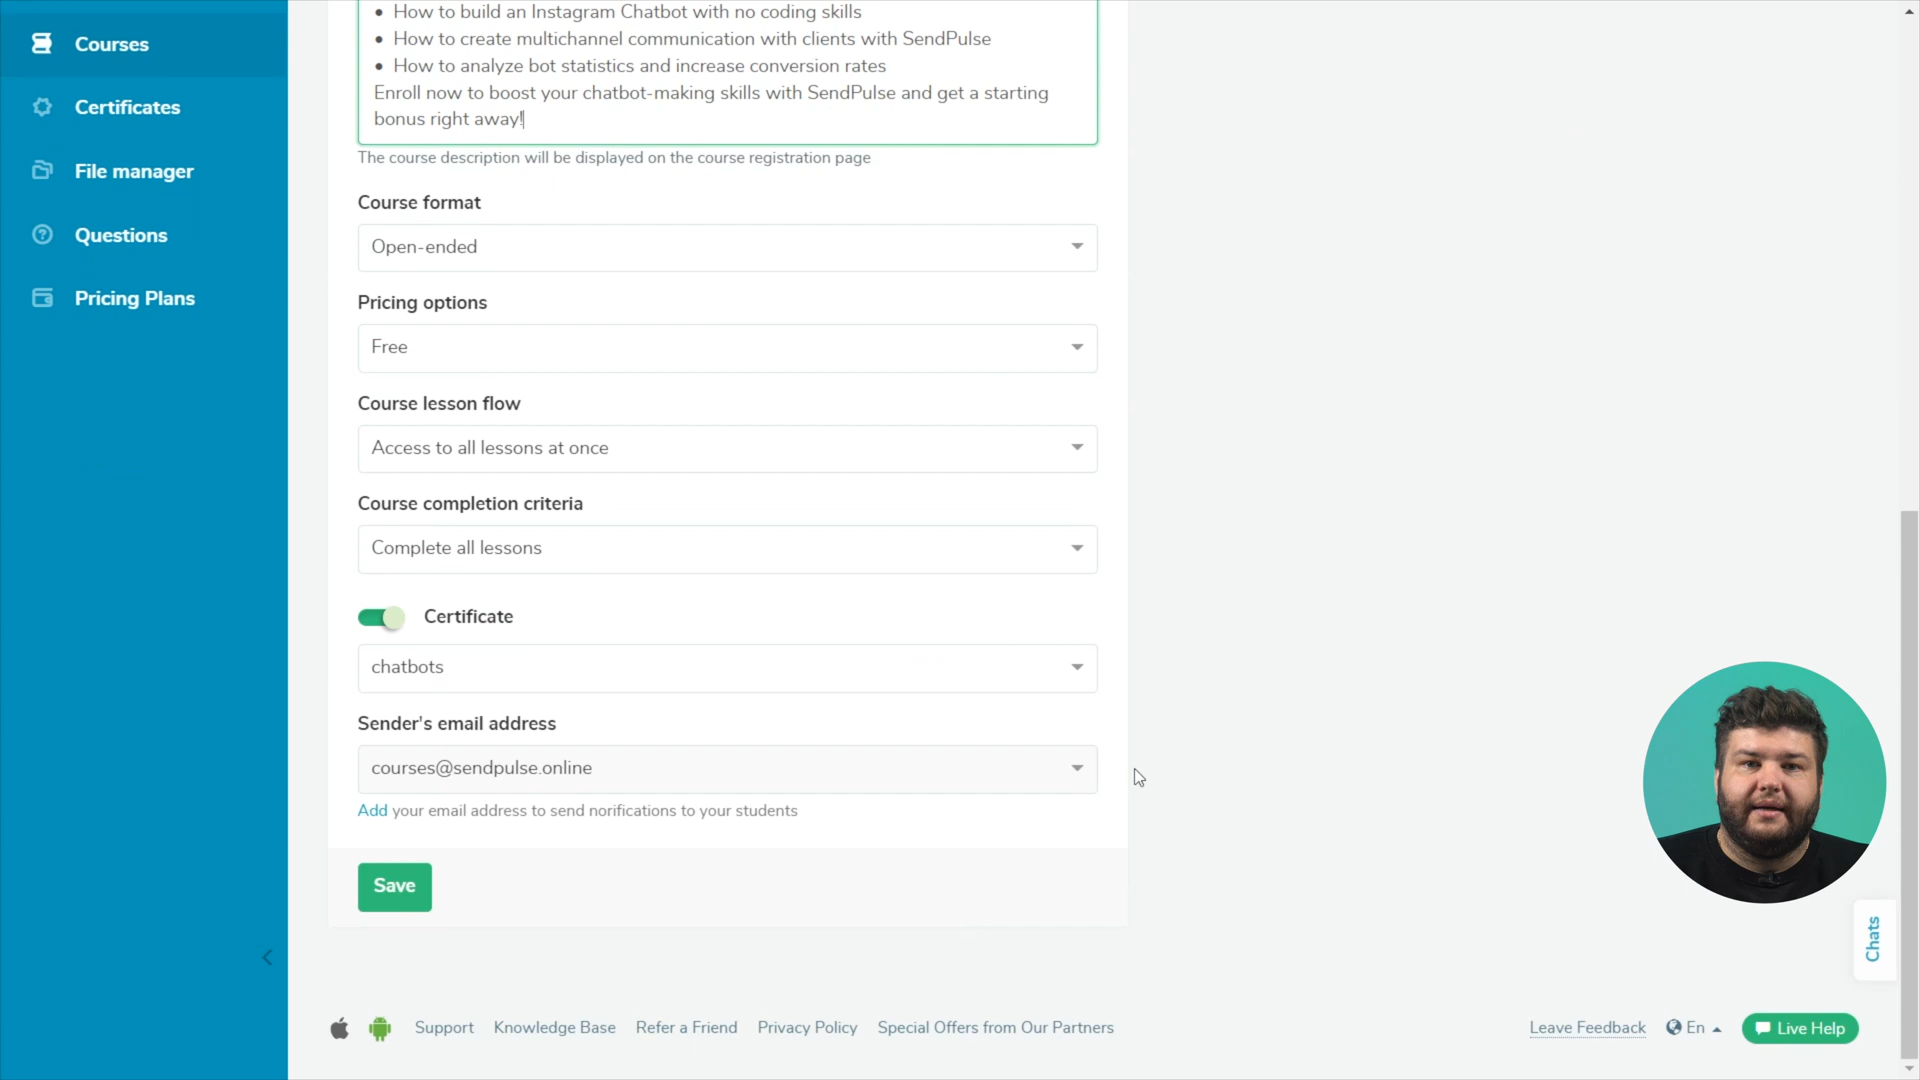 Courses
Certificates
File manager
Questions
Pricing Plans
• How to build an Instagram Chatbot with no coding skills
• How to create multichannel communication with clients with SendPulse
• How to analyze bot statistics and increase conversion rates
Enroll now to boost your chatbot-making skills with SendPulse and get a starting
bonus right away!
The course description will be displayed on the course registration page
Course format
Open-ended
Pricing options
Free
Course lesson flow
Access to all lessons at once
Course completion criteria
Complete all lessons
Certificate
chatbots
Sender's email address
courses@sendpulse.online
Add your email address to send norifications to your students
Save
Chats
Support Knowledge Base Refer a Friend Privacy Policy Special Offers from Our Partners
Leave Feedback En Live Help